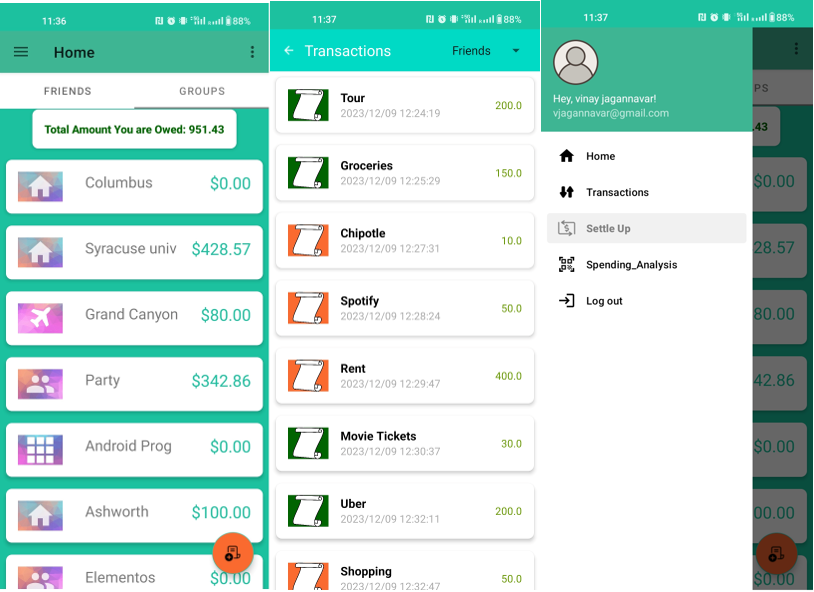 11:36
88%
Home
FRIENDS
GROUPS
Total Amount You are Owed: 951.43
Columbus
$0.00
Syracuse univ
$428.57
Grand Canyon
$80.00
Party
$342.86
Android Prog
$0.00
Ashworth
$100.00
Elementos
$0.00
11:37
88%
Transactions
Friends
Tour
2023/12/09 12:24:19
200.0
Groceries
2023/12/09 12:25:29
150.0
Chipotle
2023/12/09 12:27:31
10.0
Spotify
2023/12/09 12:28:24
50.0
Rent
2023/12/09 12:29:47
400.0
Movie Tickets
2023/12/09 12:30:37
30.0
Uber
2023/12/09 12:32:11
200.0
Shopping
2023/12/09 12:32:47
50.0
11:37
88%
Hey, vinay jagannavar!
vjagannavar@gmail.com
Home
Transactions
Settle Up
Spending_Analysis
Log out
PS
.43
$0.00
28.57
80.00
42.86
$0.00
00.00
$0.00